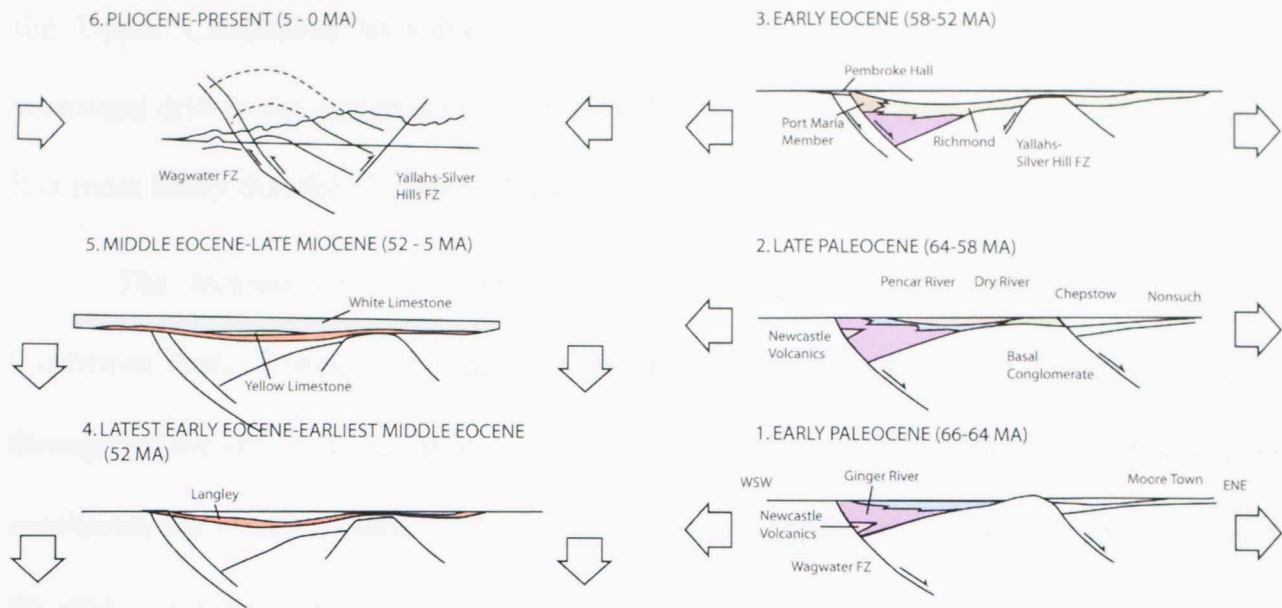 6. PLIOCENE-PRESENT (5 - 0 MA)
Wagwater FZ
Yallahs-Silver
Hills FZ
5. MIDDLE EOCENE-LATE MIOCENE (52 - 5 MA)
White Limestone
Yellow Limestone
4. LATEST EARLY EOCENE-EARLIEST MIDDLE EOCENE
(52 MA)
Langley
3. EARLY EOCENE (58-52 MA)
Pembroke Hall
Port Maria
Member
Richmond
Yallahs-
Silver Hill FZ
2. LATE PALEOCENE (64-58 MA)
Pencar River
Dry River
Chepstow
Nonsuch
Newcastle
Volcanics
Basal
Conglomerate
1. EARLY PALEOCENE (66-64 MA)
WSW
Ginger River
Moore Town
ENE
Newcastle
Volcanics
Wagwater FZ